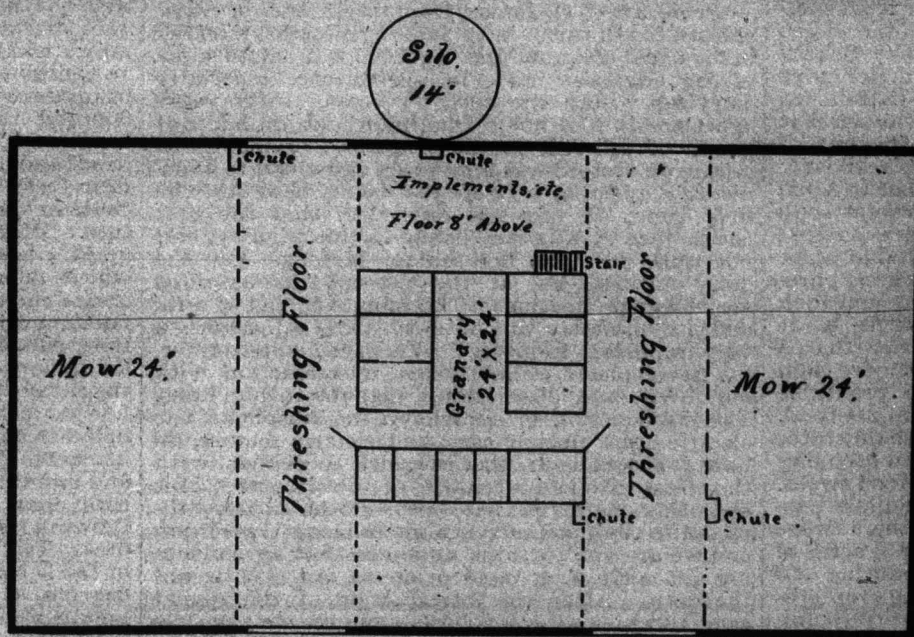 Silo.
14'
Chute
Chute
Implements, etc.
Floor 8' Above
Stair
Threshing Floor.
Granary
24' x 24'
Threshing Floor
Mow 24'.
Mow 24'.
Chute
Chute.